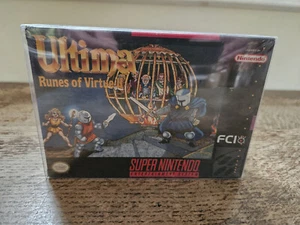 Ultima
Nintendo
Runes of Virtue II
FCI
SUPER NINTENDO
ENTERTAINMENT SYSTEM